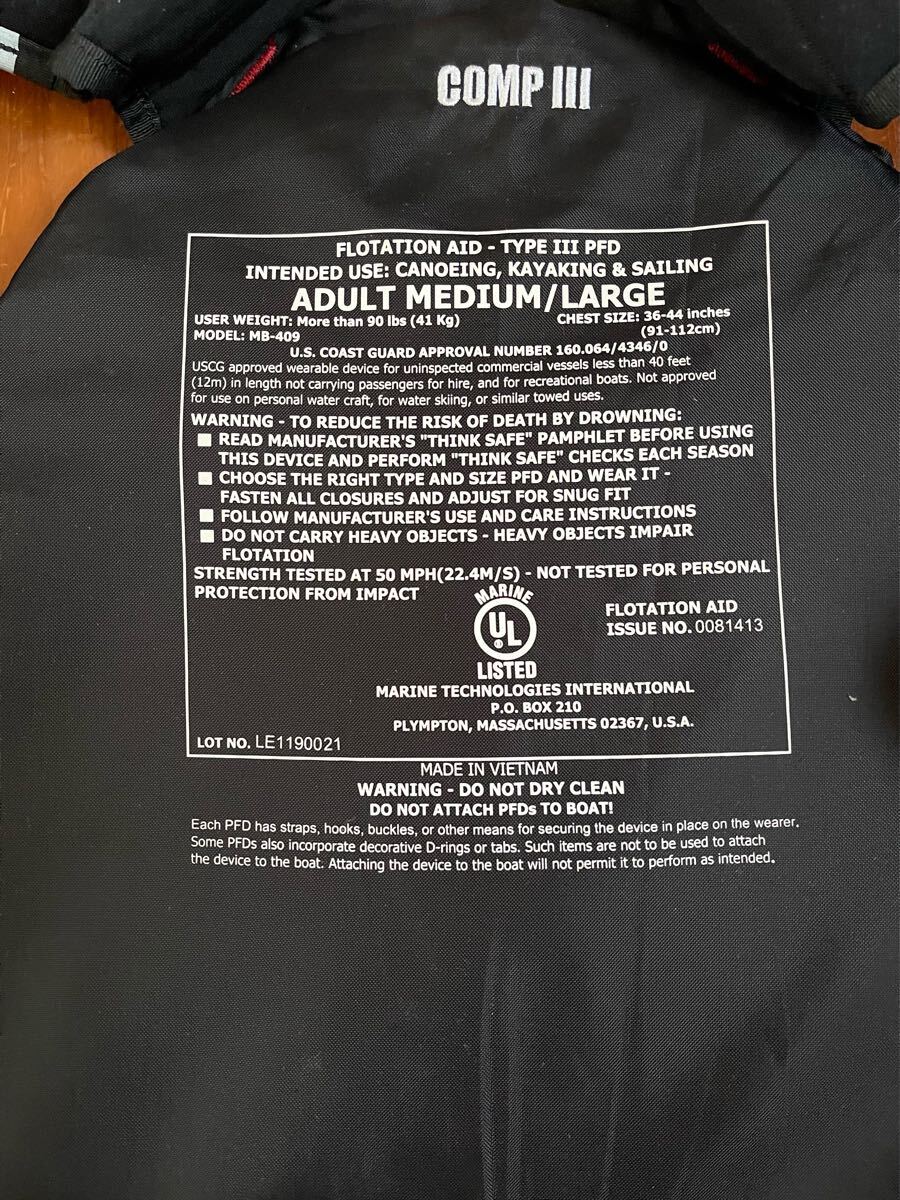 COMP III
FLOTATION AID - TYPE III PFD
INTENDED USE: CANOEING, KAYAKING & SAILING
ADULT MEDIUM/LARGE
USER WEIGHT: More than 90 lbs (41 Kg) CHEST SIZE: 36-44 inches
MODEL: MB-409 (91-112cm)
U.S. COAST GUARD APPROVAL NUMBER 160.064/4346/0
USCG approved wearable device for uninspected commercial vessels less than 40 feet
(12m) in length not carrying passengers for hire, and for recreational boats. Not approved
for use on personal water craft, for water skiing, or similar towed uses.
WARNING - TO REDUCE THE RISK OF DEATH BY DROWNING:
■ READ MANUFACTURER'S "THINK SAFE" PAMPHLET BEFORE USING
THIS DEVICE AND PERFORM "THINK SAFE" CHECKS EACH SEASON
■ CHOOSE THE RIGHT TYPE AND SIZE PFD AND WEAR IT -
FASTEN ALL CLOSURES AND ADJUST FOR SNUG FIT
■ FOLLOW MANUFACTURER'S USE AND CARE INSTRUCTIONS
■ DO NOT CARRY HEAVY OBJECTS - HEAVY OBJECTS IMPAIR
FLOTATION
STRENGTH TESTED AT 50 MPH(22.4M/S) - NOT TESTED FOR PERSONAL
PROTECTION FROM IMPACT
MARINE
UL
®
LISTED
FLOTATION AID
ISSUE NO. 0081413
MARINE TECHNOLOGIES INTERNATIONAL
P.O. BOX 210
PLYMPTON, MASSACHUSETTS 02367, U.S.A.
LOT NO. LE1190021
MADE IN VIETNAM
WARNING - DO NOT DRY CLEAN
DO NOT ATTACH PFDs TO BOAT!
Each PFD has straps, hooks, buckles, or other means for securing the device in place on the wearer.
Some PFDs also incorporate decorative D-rings or tabs. Such items are not to be used to attach
the device to the boat. Attaching the device to the boat will not permit it to perform as intended.